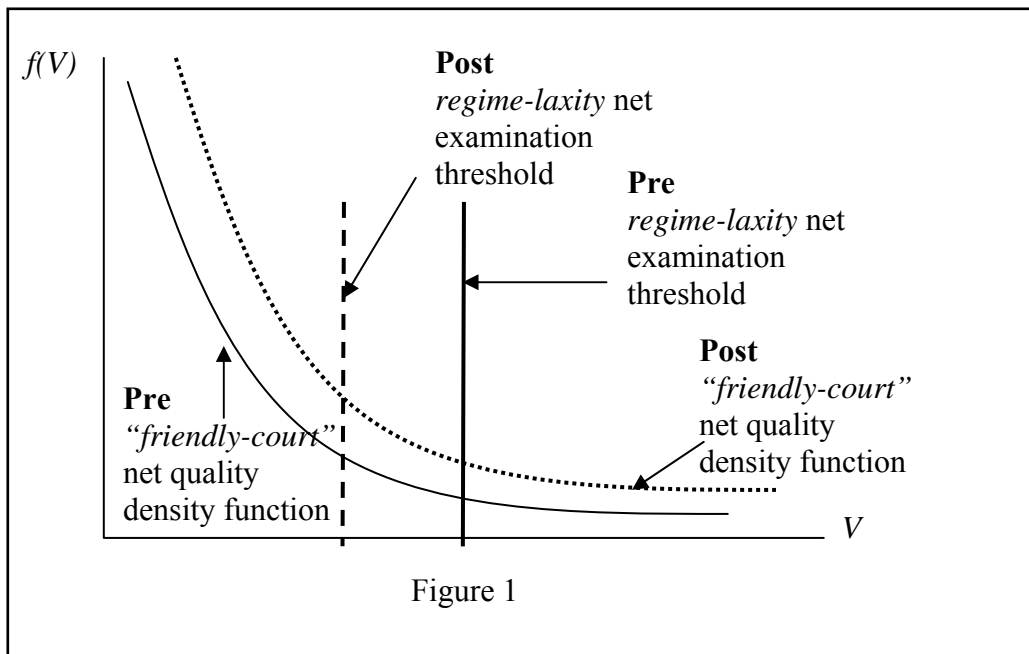 f(V)
Post
regime-laxity net
examination
threshold
Pre
regime-laxity net
examination
threshold
Post
“friendly-court”
net quality
density function
Pre
“friendly-court”
net quality
density function
V
Figure 1